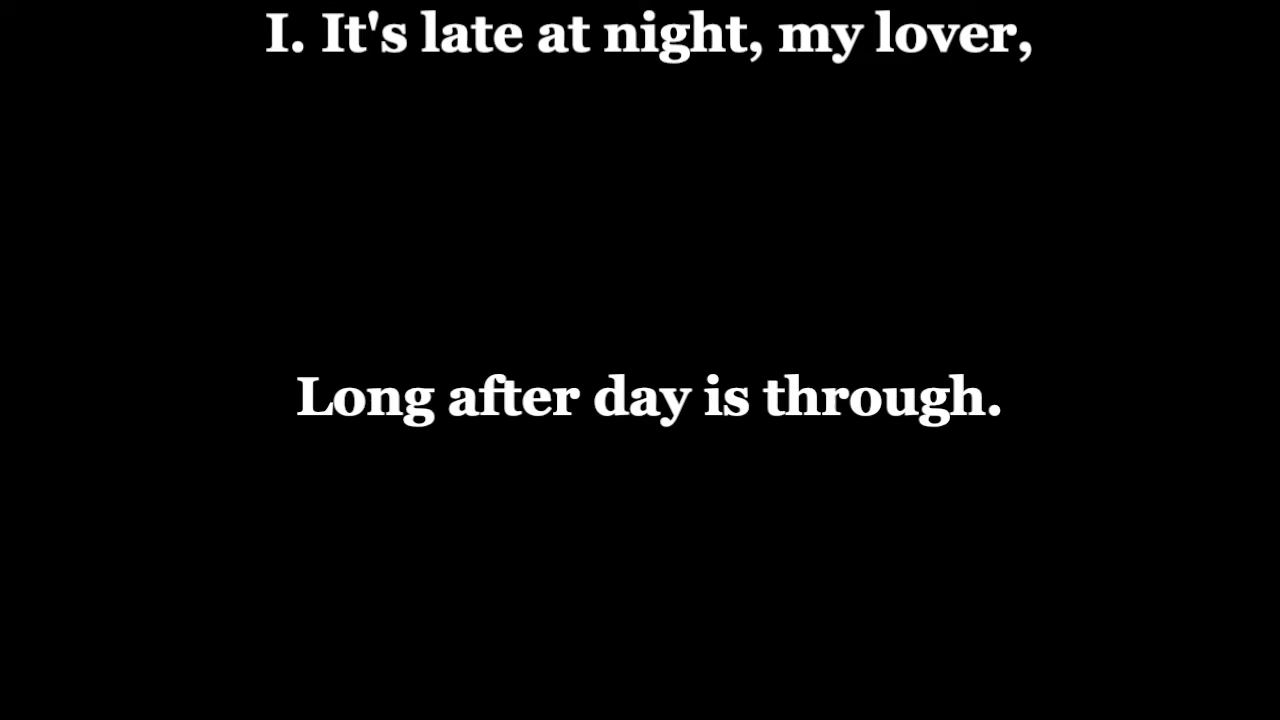 I. It's late at night, my lover,
Long after day is through.